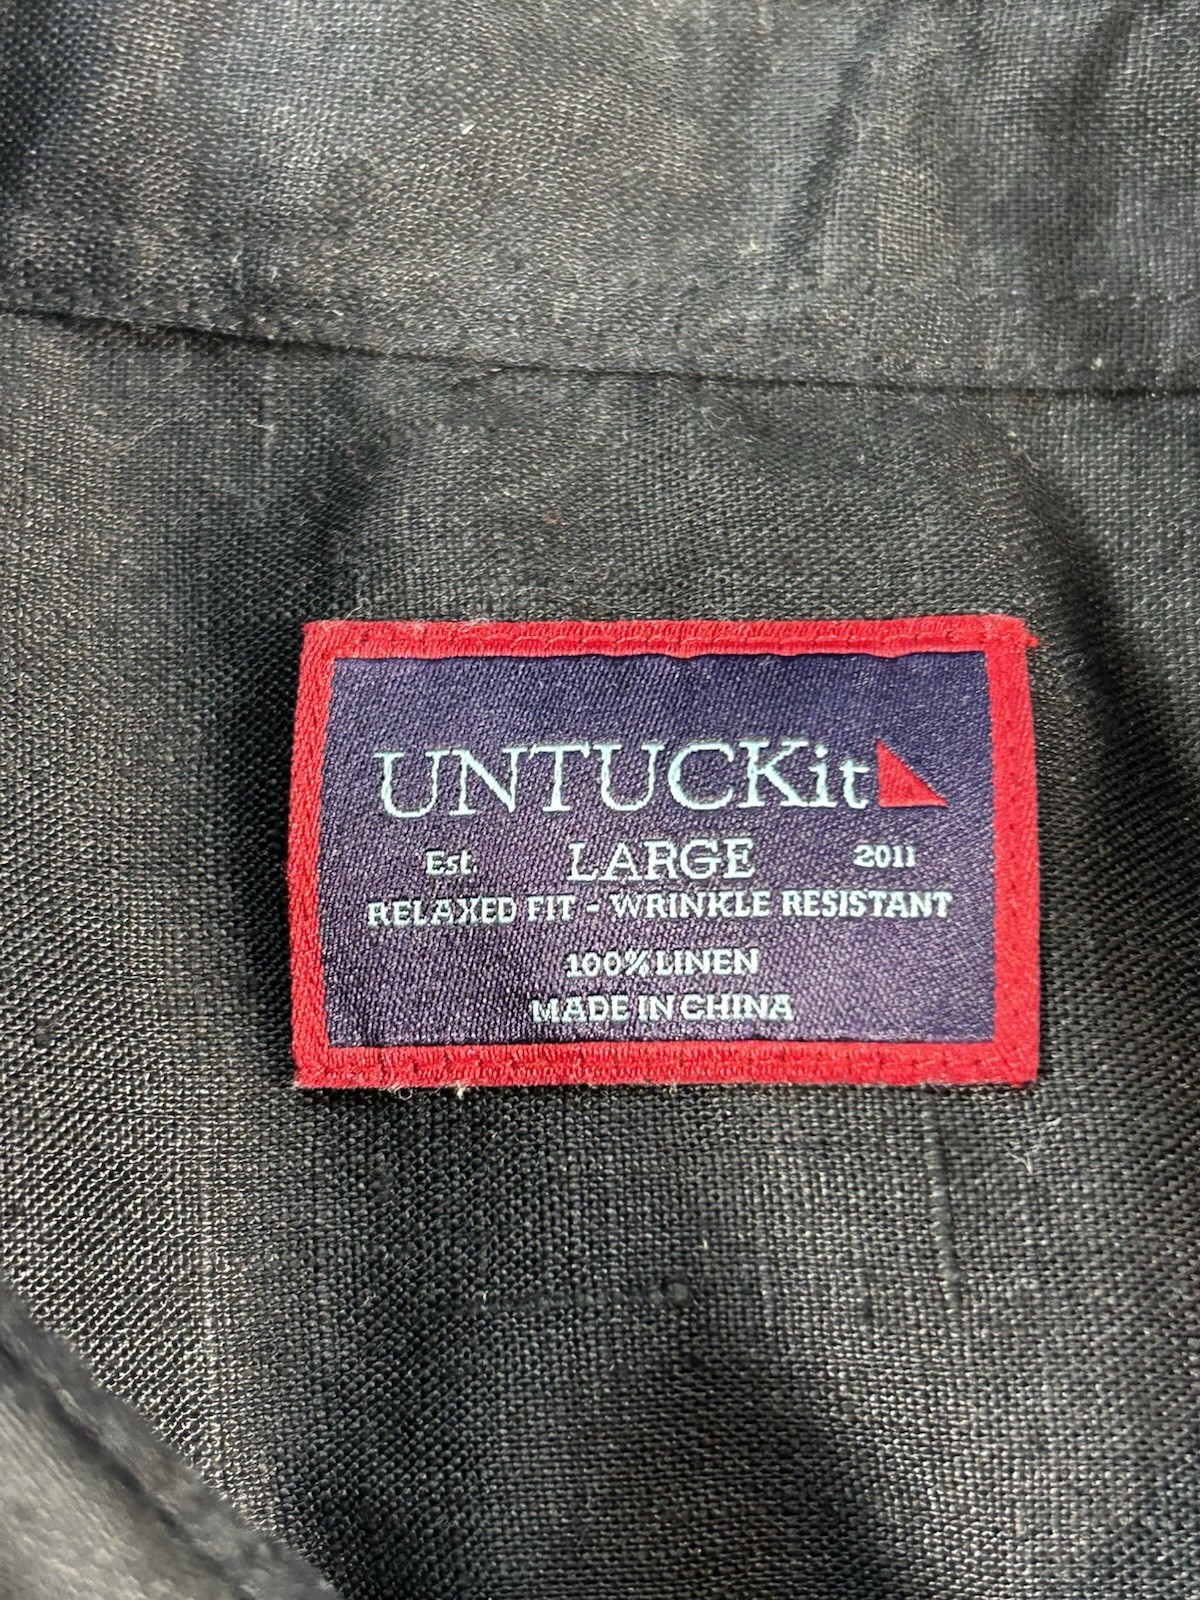 UNTUCKit
Est LARGE 2011
RELAXED FIT - WRINKLE RESISTANT
100% LINEN
MADE IN CHINA